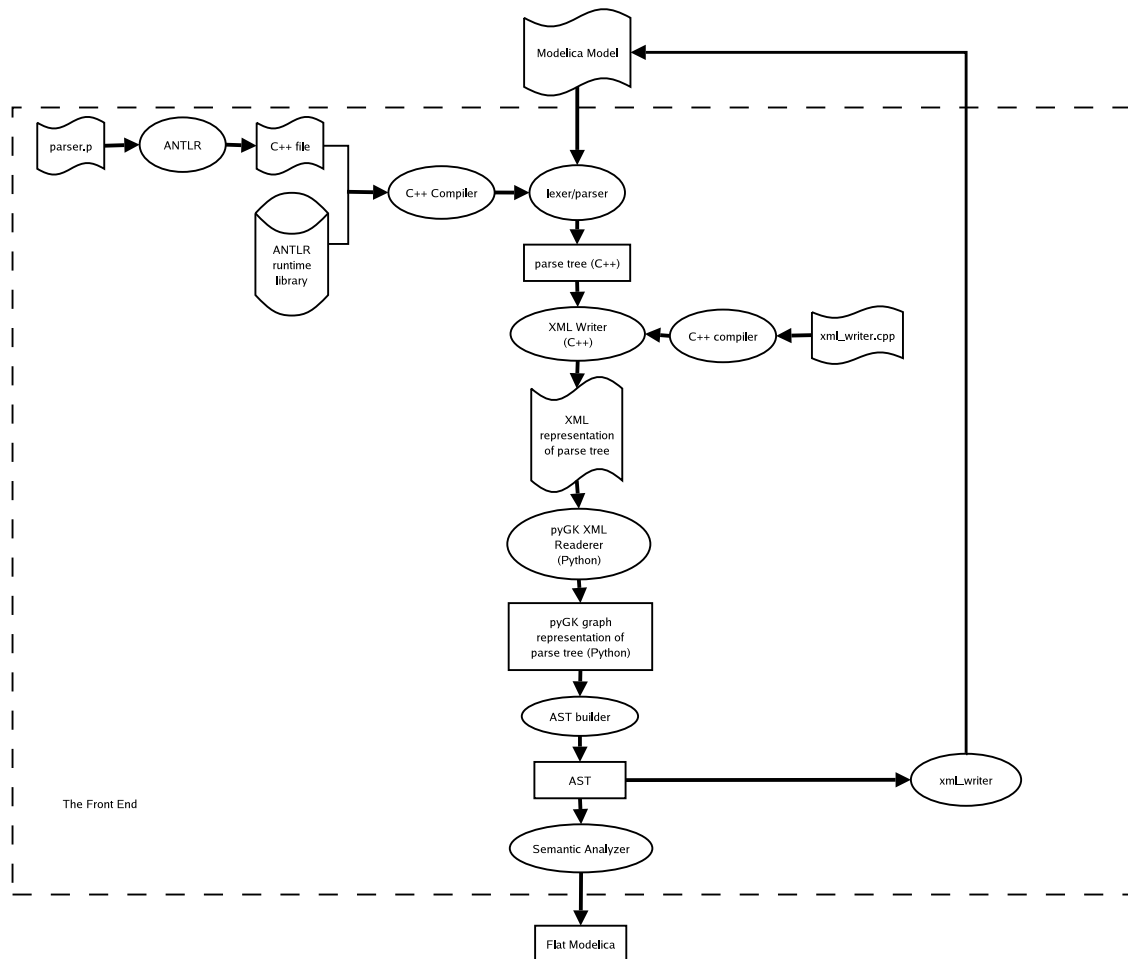 Modelica Model
parser.p
ANTLR
C++ file
C++ Compiler
lexer/parser
ANTLR
runtime
library
parse tree (C++)
XML Writer
(C++)
C++ compiler
xml_writer.cpp
XML
representation
of parse tree
pyGK XML
Readerer
(Python)
pyGK graph
representation of
parse tree (Python)
AST builder
AST
xml_writer
The Front End
Semantic Analyzer
Flat Modelica